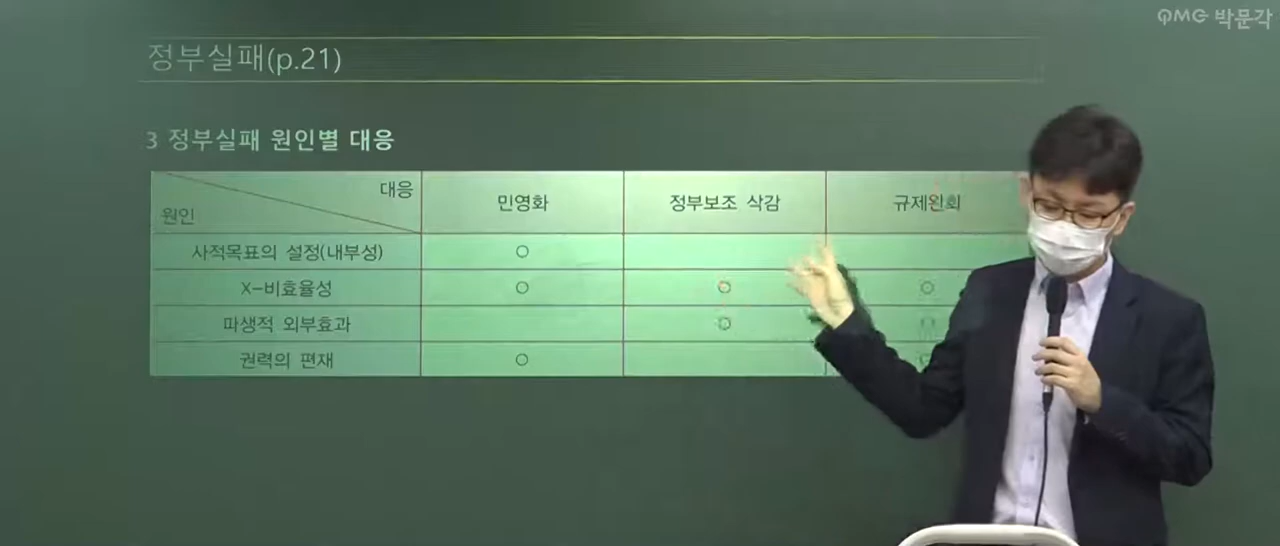 PMG 박문각
정부실패(p.21)
3 정부실패 원인별 대응
대응
원인
민영화
정부보조 삭감
규제완화
사적목표의 설정(내부성)
○
X-비효율성
○
○
○
파생적 외부효과
○
○
권력의 편재
○
○